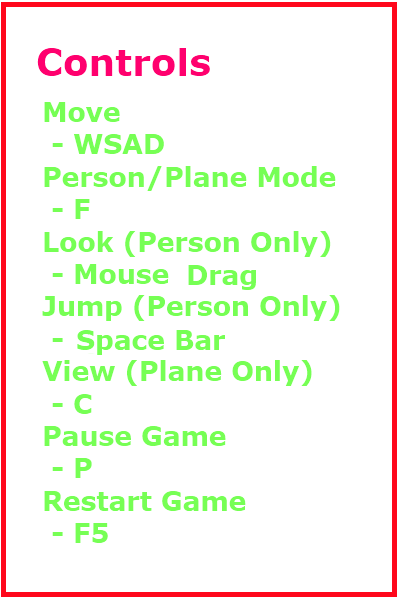 Controls
Move
- WSAD
Person/Plane Mode
- F
Look (Person Only)
- Mouse Drag
Jump (Person Only)
- Space Bar
View (Plane Only)
- C
Pause Game
- P
Restart Game
- F5